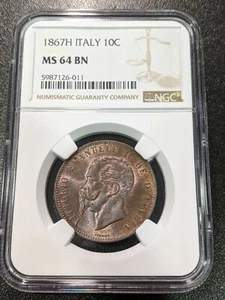 1867H ITALY 10C
MS 64 BN
5987126-011
NUMISMATIC GUARANTY COMPANY
NGC